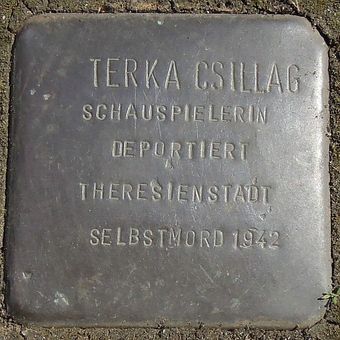 TERKA CSILLAG
SCHAUSPIELERIN
DEPORTIERT
THERESIENSTADT
SELBSTMORD 1942